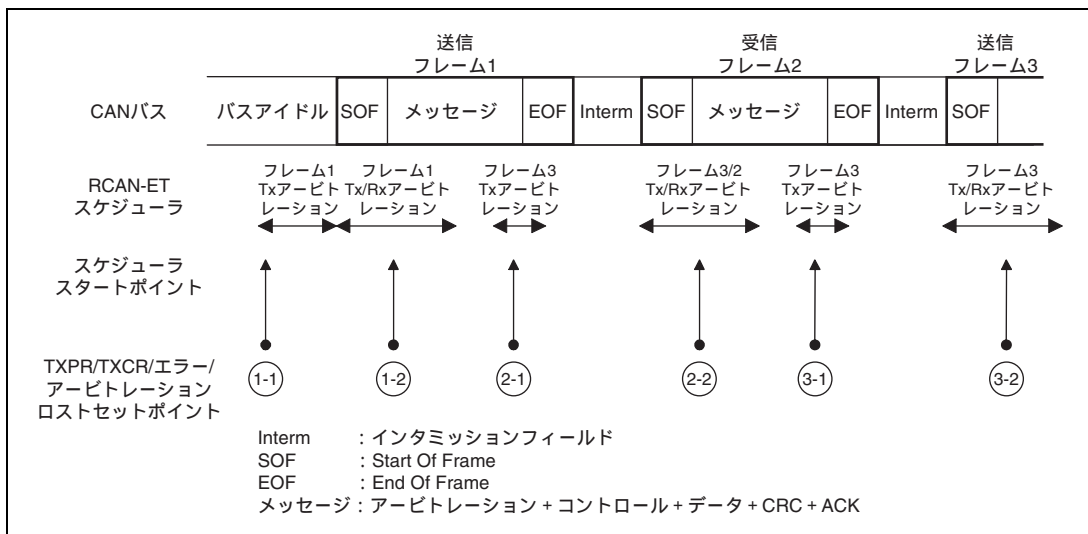 送信
フレーム1
受信
フレーム2
送信
フレーム3
CANバス
バスアイドル SOF メッセージ EOF Interm SOF メッセージ EOF Interm SOF
RCAN-ET
スケジューラ
フレーム1
Txアービト
レーション
フレーム1
Tx/Rxアービト
レーション
フレーム3
Txアービト
レーション
フレーム3/2
Tx/Rxアービト
レーション
フレーム3
Txアービト
レーション
フレーム3
Tx/Rxアービト
レーション
スケジューラ
スタートポイント
TXPR/TXCR/エラー/
アービトレーション
ロストセットポイント
1-1 1-2 2-1 2-2 3-1 3-2
Interm :インタミッションフィールド
SOF :Start Of Frame
EOF :End Of Frame
メッセージ:アービトレーション+コントロール+データ+CRC+ACK